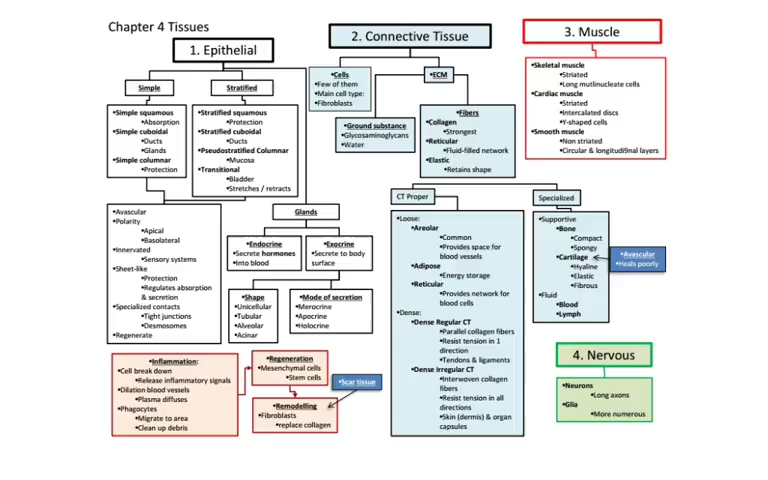 Chapter 4 Tissues
1. Epithelial
▪Simple
▪Stratified
▪Simple squamous
▪Absorption
▪Simple cuboidal
▪Ducts
▪Glands
▪Simple columnar
▪Protection
▪Stratified squamous
▪Protection
▪Stratified cuboidal
▪Ducts
▪Pseudostratified Columnar
▪Mucosa
▪Transitional
▪Bladder
▪Stretches / retracts
▪Avascular
▪Polarity
▪Apical
▪Basolateral
▪Innervated
▪Sensory systems
▪Sheet-like
▪Protection
▪Regulates absorption
& secretion
▪Specialized contacts
▪Tight junctions
▪Desmosomes
▪Regenerate
Glands
▪Endocrine
▪Secrete hormones
▪Into blood
▪Exocrine
▪Secrete to body
surface
▪Shape
▪Unicellular
▪Tubular
▪Alveolar
▪Acinar
▪Mode of secretion
▪Merocrine
▪Apocrine
▪Holocrine
2. Connective Tissue
▪Cells
▪Few of them
▪Main cell type:
▪Fibroblasts
▪ECM
▪Ground substance
▪Glycosaminoglycans
▪Water
▪Fibers
▪Collagen
▪Strongest
▪Reticular
▪Fluid-filled network
▪Elastic
▪Retains shape
CT Proper
▪Loose:
▪Areolar
▪Common
▪Provides space for
blood vessels
▪Adipose
▪Energy storage
▪Reticular
▪Provides network for
blood cells
▪Dense:
▪Dense Regular CT
▪Parallel collagen fibers
▪Resist tension in 1
direction
▪Tendons & ligaments
▪Dense Irregular CT
▪Interwoven collagen
fibers
▪Resist tension in all
directions
▪Skin (dermis) & organ
capsules
Specialized
▪Supportive
▪Bone
▪Compact
▪Spongy
▪Cartilage
▪Hyaline
▪Elastic
▪Fibrous
▪Fluid
▪Blood
▪Lymph
▪Avascular
▪Heals poorly
3. Muscle
▪Skeletal muscle
▪Striated
▪Long mutlinucleate cells
▪Cardiac muscle
▪Striated
▪Intercalated discs
▪Y-shaped cells
▪Smooth muscle
▪Non striated
▪Circular & longitudi9nal layers
4. Nervous
▪Neurons
▪Long axons
▪Glia
▪More numerous
▪Inflammation:
▪Cell break down
▪Release inflammatory signals
▪Dilation blood vessels
▪Plasma diffuses
▪Phagocytes
▪Migrate to area
▪Clean up debris
▪Regeneration
▪Mesenchymal cells
▪Stem cells
▪Remodelling
▪Fibroblasts
▪replace collagen
▪Scar tissue